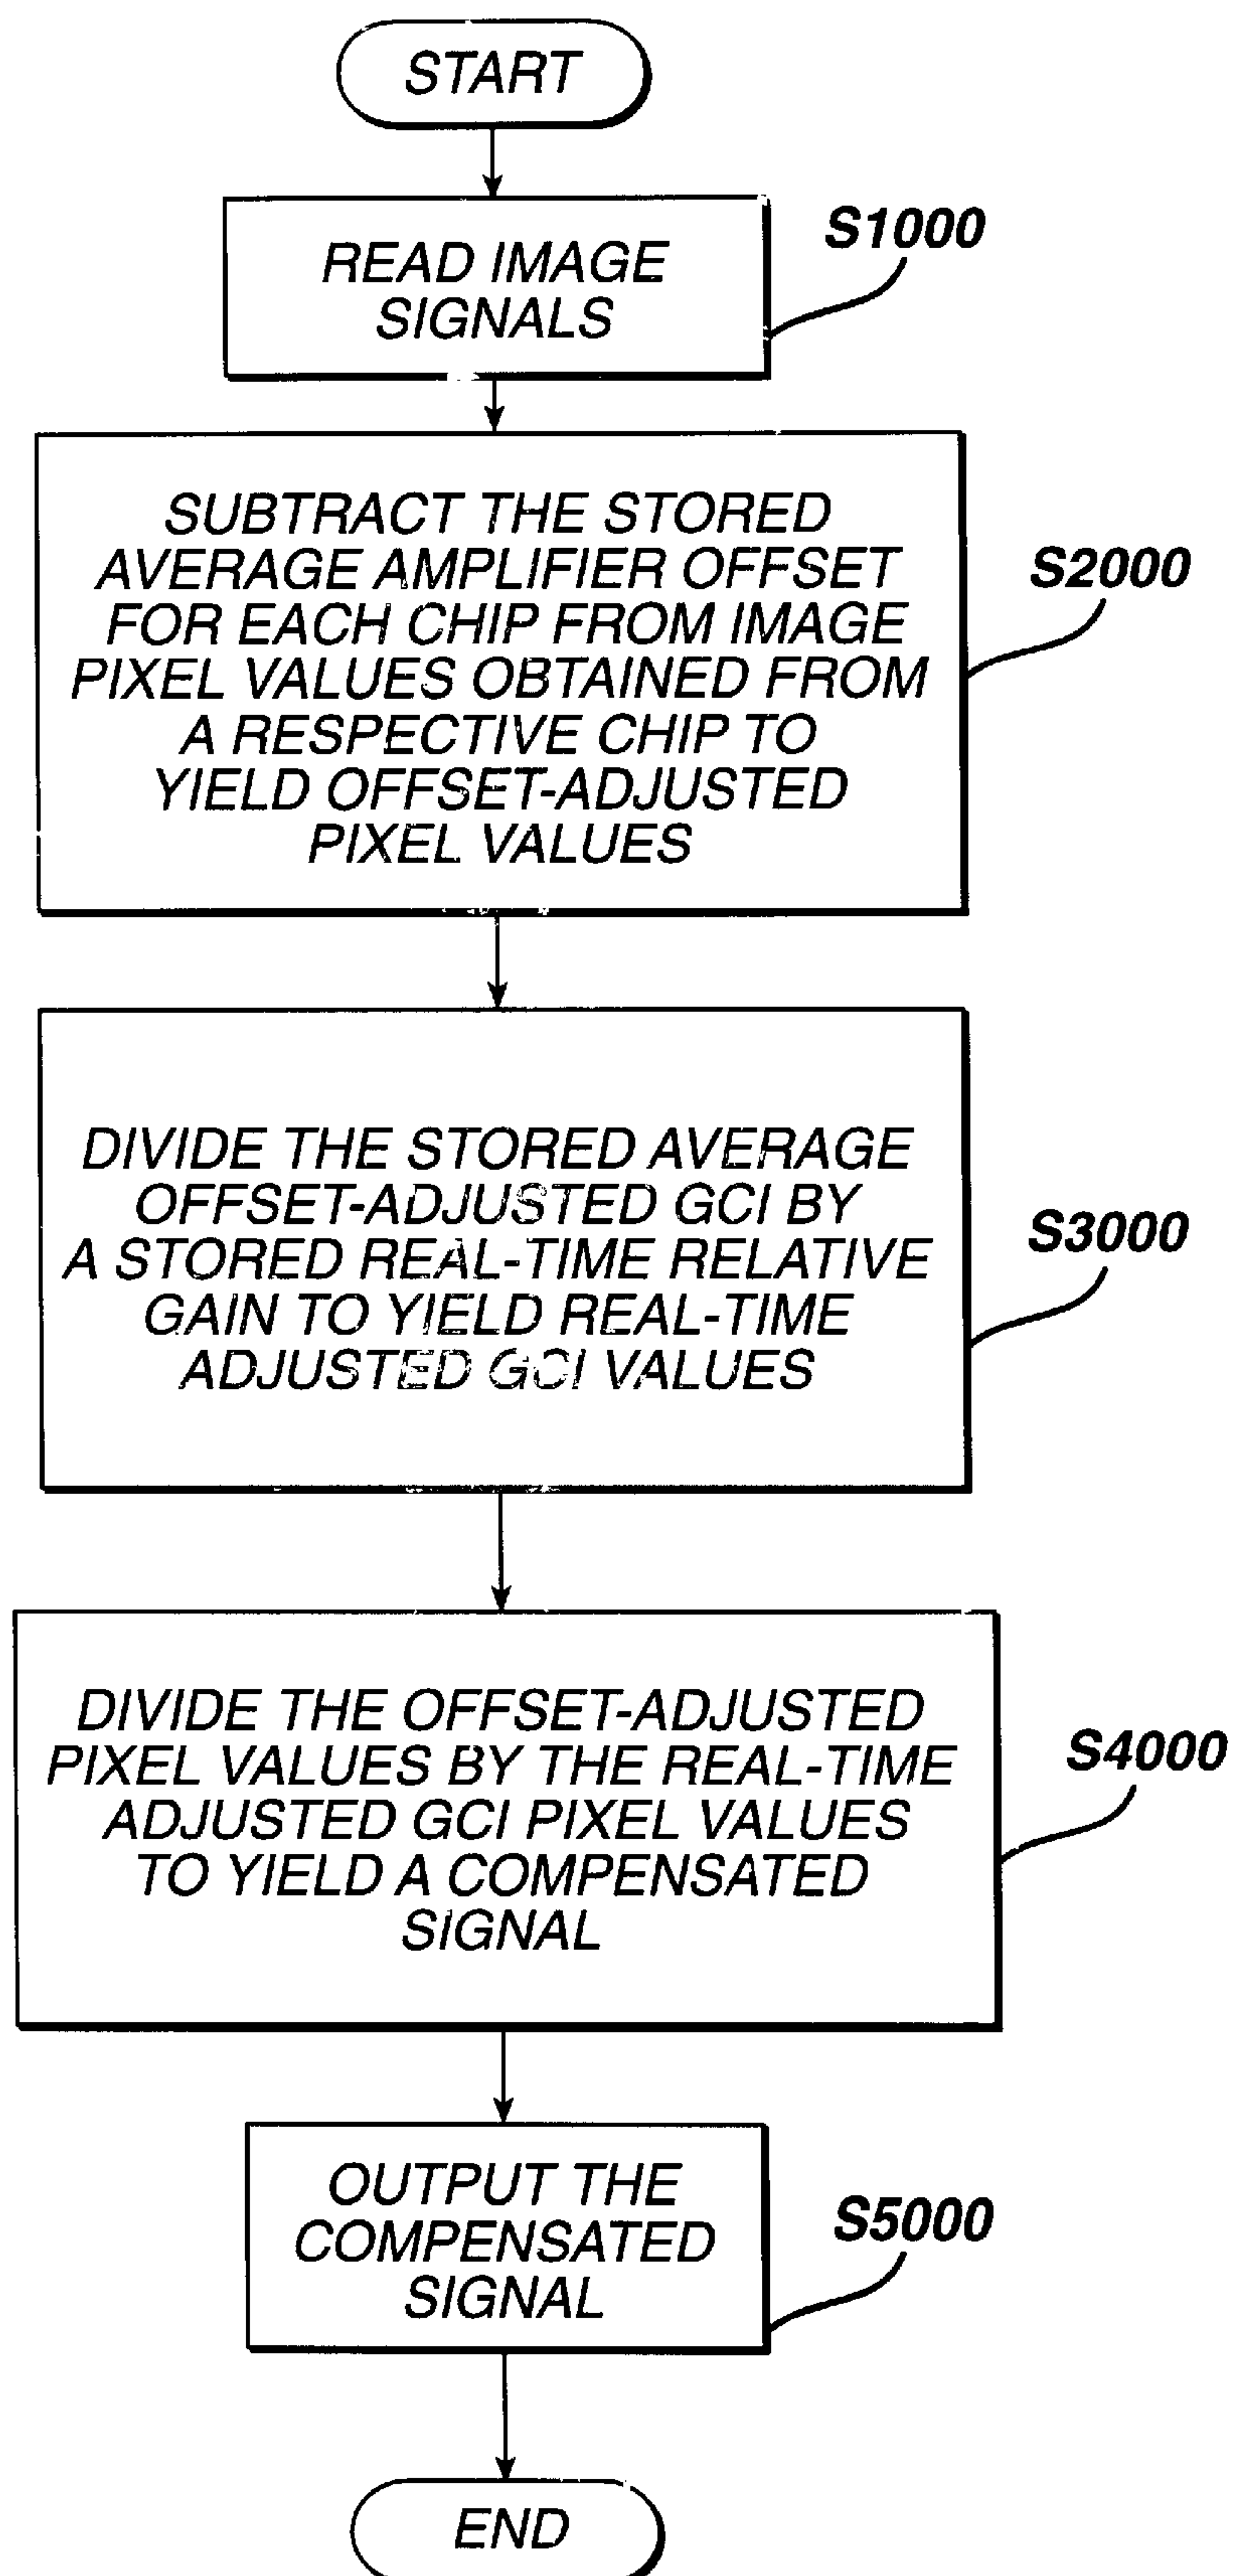 START
READ IMAGE
SIGNALS
S1000
SUBTRACT THE STORED
AVERAGE AMPLIFIER OFFSET
FOR EACH CHIP FROM IMAGE
PIXEL VALUES OBTAINED FROM
A RESPECTIVE CHIP TO
YIELD OFFSET-ADJUSTED
PIXEL VALUES
S2000
DIVIDE THE STORED AVERAGE
OFFSET-ADJUSTED GCI BY
A STORED REAL-TIME RELATIVE
GAIN TO YIELD REAL-TIME
ADJUSTED GCI VALUES
S3000
DIVIDE THE OFFSET-ADJUSTED
PIXEL VALUES BY THE REAL-TIME
ADJUSTED GCI PIXEL VALUES
TO YIELD A COMPENSATED
SIGNAL
S4000
OUTPUT THE
COMPENSATED
SIGNAL
S5000
END